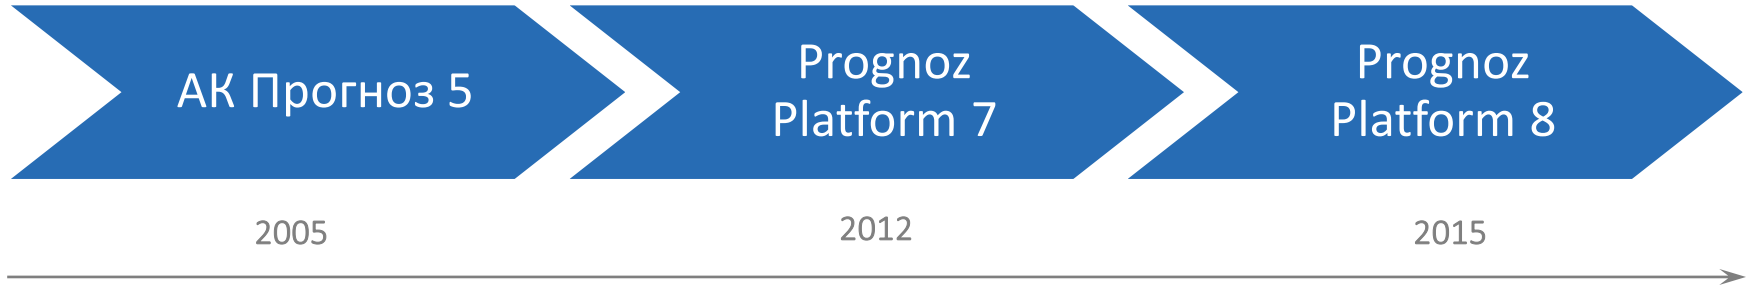 АК Прогноз 5
Prognoz
Platform 7
Prognoz
Platform 8
2005
2012
2015